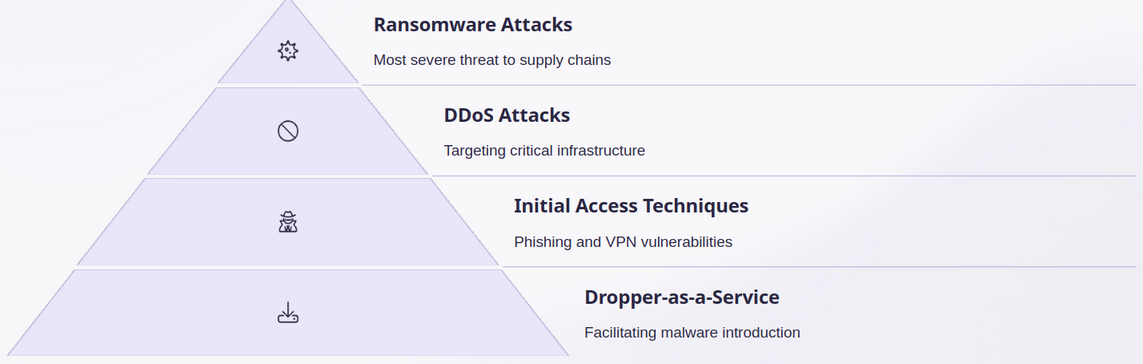 Ransomware Attacks
Most severe threat to supply chains
DDoS Attacks
Targeting critical infrastructure
Initial Access Techniques
Phishing and VPN vulnerabilities
Dropper-as-a-Service
Facilitating malware introduction